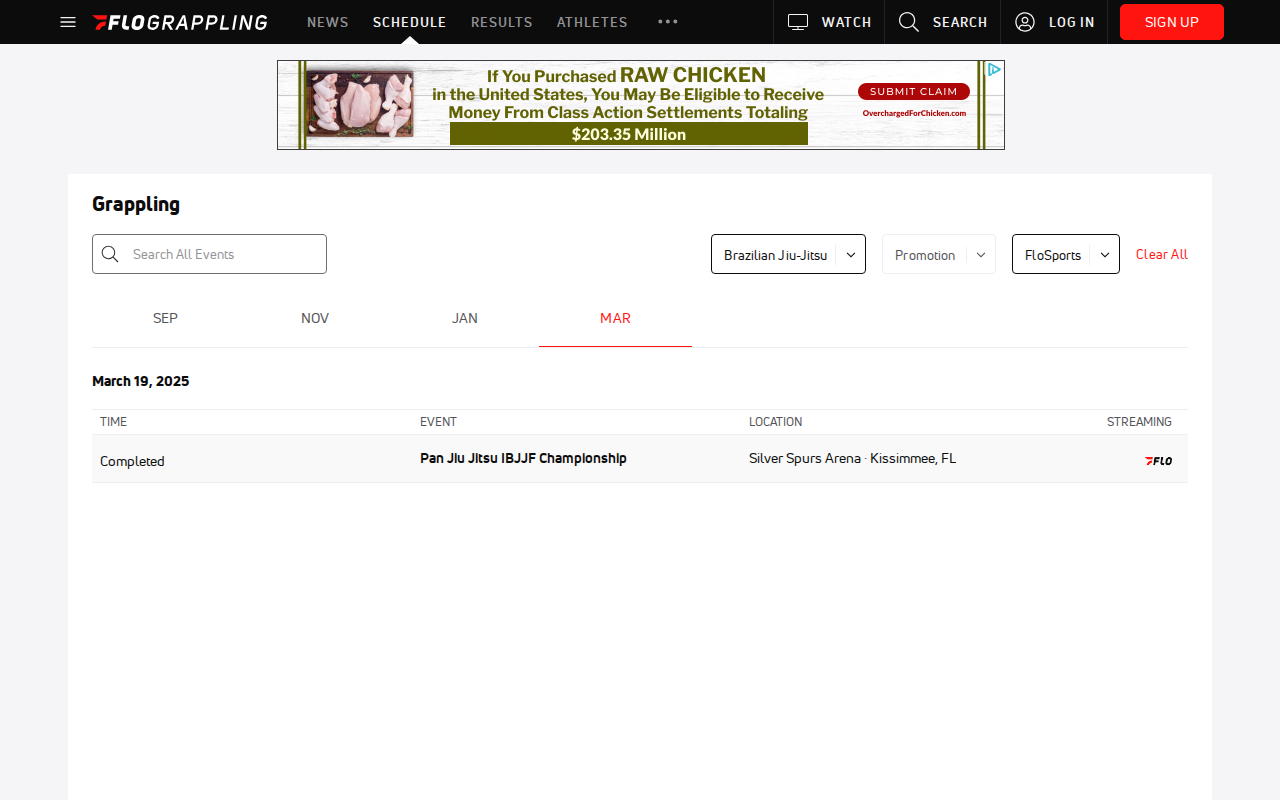 FLOGRAPPLING NEWS SCHEDULE RESULTS ATHLETES ••• WATCH SEARCH LOG IN SIGN UP
If You Purchased RAW CHICKEN
in the United States, You May Be Eligible to Receive
Money From Class Action Settlements Totaling
$203.35 Million
SUBMIT CLAIM
OverchargedForChicken.com
Grappling
Search All Events Brazilian Jiu-Jitsu Promotion FloSports Clear All
SEP NOV JAN MAR
March 19, 2025
TIME EVENT LOCATION STREAMING
Completed Pan Jiu Jitsu IBJJF Championship Silver Spurs Arena · Kissimmee, FL FLO